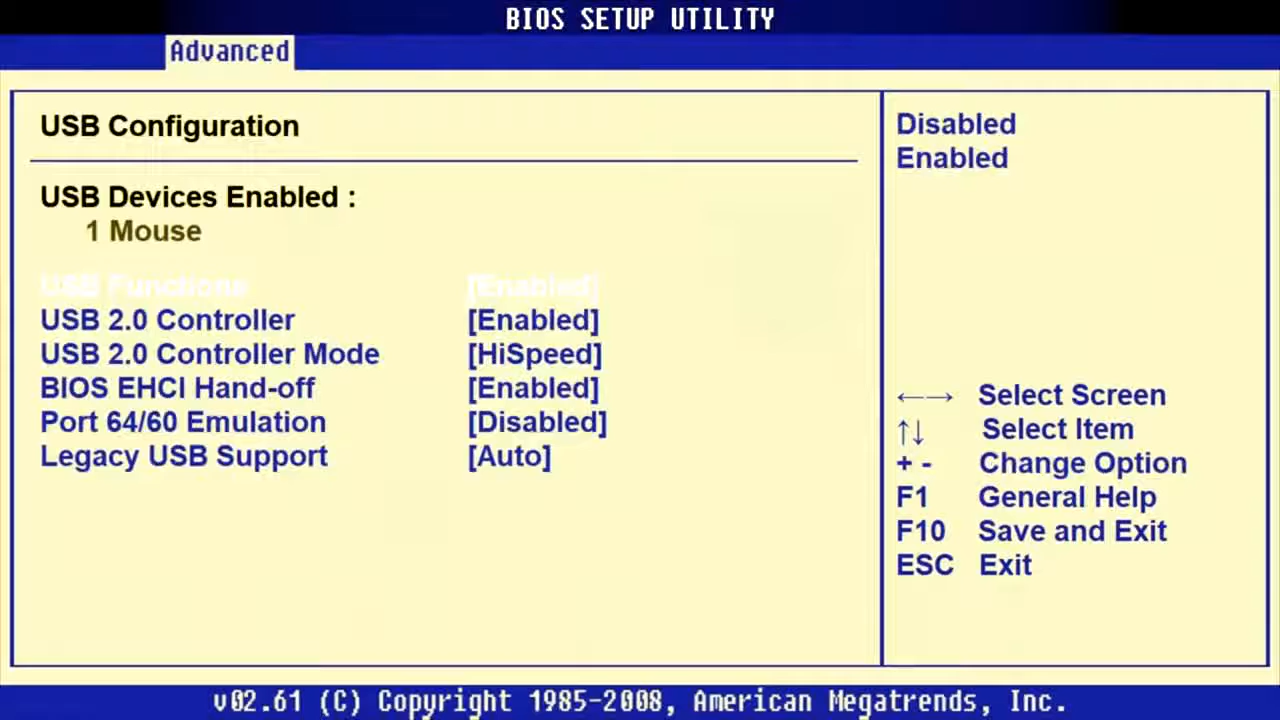 BIOS SETUP UTILITY
Advanced
USB Configuration
USB Devices Enabled :
1 Mouse
USB Functions [Enabled]
USB 2.0 Controller [Enabled]
USB 2.0 Controller Mode [HiSpeed]
BIOS EHCI Hand-off [Enabled]
Port 64/60 Emulation [Disabled]
Legacy USB Support [Auto]
Disabled
Enabled
←→ Select Screen
↑↓ Select Item
+ - Change Option
F1 General Help
F10 Save and Exit
ESC Exit
v02.61 (C) Copyright 1985-2008, American Megatrends, Inc.